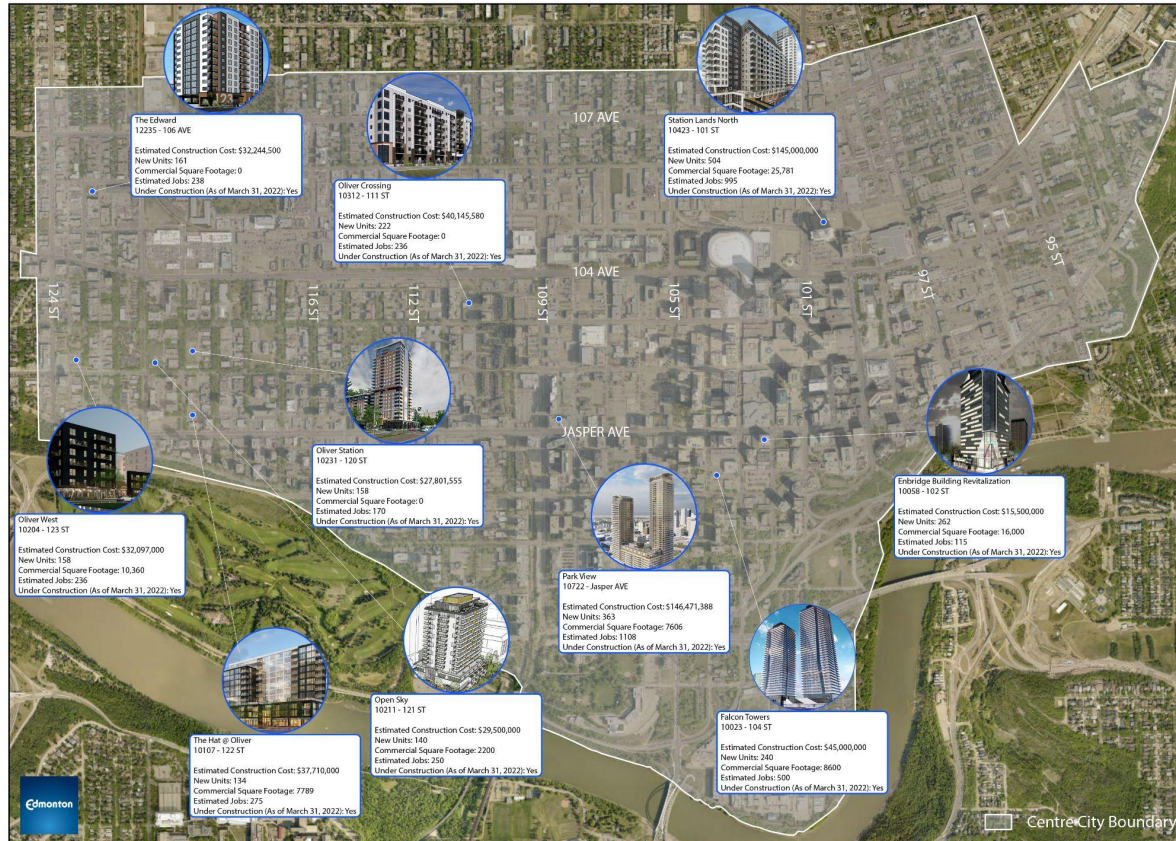 The Edward
12235 - 106 AVE
Estimated Construction Cost: $32,244,500
New Units: 161
Commercial Square Footage: 0
Estimated Jobs: 238
Under Construction (As of March 31, 2022): Yes
Oliver Crossing
10312 - 111 ST
Estimated Construction Cost: $40,145,580
New Units: 222
Commercial Square Footage: 0
Estimated Jobs: 236
Under Construction (As of March 31, 2022): Yes
Station Lands North
10423 - 101 ST
Estimated Construction Cost: $145,000,000
New Units: 504
Commercial Square Footage: 25,781
Estimated Jobs: 995
Under Construction (As of March 31, 2022): Yes
107 AVE
104 AVE
124 ST
116 ST
112 ST
109 ST
105 ST
101 ST
97 ST
95 ST
JASPER AVE
Oliver Station
10231 - 120 ST
Estimated Construction Cost: $27,801,555
New Units: 158
Commercial Square Footage: 0
Estimated Jobs: 170
Under Construction (As of March 31, 2022): Yes
Enbridge Building Revitalization
10058 - 102 ST
Estimated Construction Cost: $15,500,000
New Units: 262
Commercial Square Footage: 16,000
Estimated Jobs: 115
Under Construction (As of March 31, 2022): Yes
Oliver West
10204 - 123 ST
Estimated Construction Cost: $32,097,000
New Units: 158
Commercial Square Footage: 10,360
Estimated Jobs: 236
Under Construction (As of March 31, 2022): Yes
Park View
10722 - Jasper AVE
Estimated Construction Cost: $146,471,388
New Units: 363
Commercial Square Footage: 7606
Estimated Jobs: 1108
Under Construction (As of March 31, 2022): Yes
Open Sky
10211 - 121 ST
Estimated Construction Cost: $29,500,000
New Units: 140
Commercial Square Footage: 2200
Estimated Jobs: 250
Under Construction (As of March 31, 2022): Yes
Falcon Towers
10023 - 104 ST
Estimated Construction Cost: $45,000,000
New Units: 240
Commercial Square Footage: 8600
Estimated Jobs: 500
Under Construction (As of March 31, 2022): Yes
The Hat @ Oliver
10107 - 122 ST
Estimated Construction Cost: $37,710,000
New Units: 134
Commercial Square Footage: 7789
Estimated Jobs: 275
Under Construction (As of March 31, 2022): Yes
Edmonton
Centre City Boundary